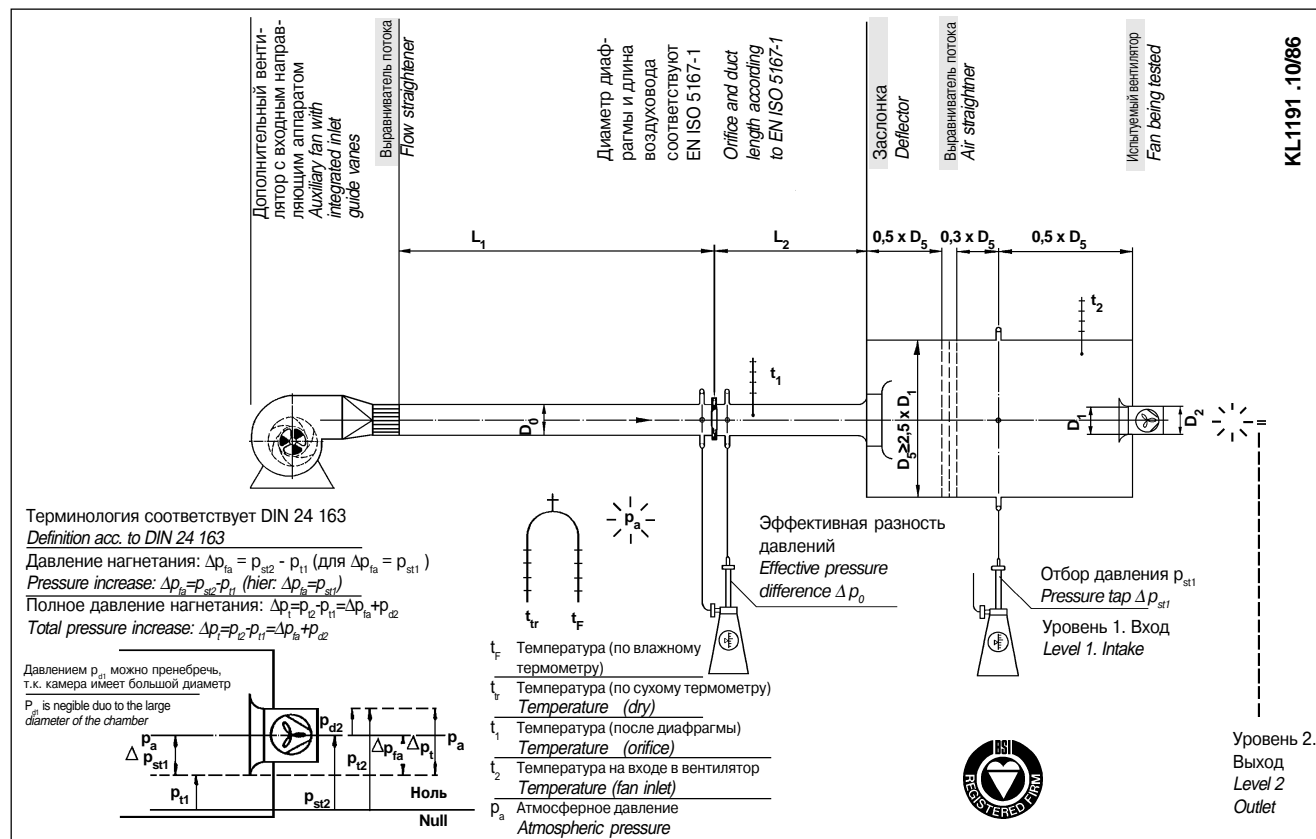 Дополнительный венти-
лятор с входным направ-
ляющим аппаратом
Auxiliary fan with
integrated inlet
guide vanes
Выравниватель потока
Flow straightener
Диаметр диаф-
рагмы и длина
воздуховода
соответствуют
EN ISO 5167-1
Orifice and duct
length according
to EN ISO 5167-1
Заслонка
Deflector
Выравниватель потока
Air straightner
Испытуемый вентилятор
Fan being tested
KL1191 .10/86
L1
L2
0,5 x D5
0,3 x D5
0,5 x D5
t2
t1
D0
D5≥2,5 x D1
D1
D2
=
Терминология соответствует DIN 24 163
Definition acc. to DIN 24 163
Давление нагнетания: Δpfa = pst2 - pt1 (для Δpfa = pst1 )
Pressure increase: Δpfa=pst2-pt1 (hier: Δpfa=pst1)
Полное давление нагнетания: Δpt=pt2-pt1=Δpfa+pd2
Total pressure increase: Δpt=pt2-pt1=Δpfa+pd2
Давлением pd1 можно пренебречь,
т.к. камера имеет большой диаметр
Pd1 is negible duo to the large
diameter of the chamber
pa
Δ pst1
pt1
pd2
pt2
pst2
Δpfa
Δpt
pa
Ноль
Null
pa
ttr
tF
Эффективная разность
давлений
Effective pressure
difference Δ p0
Отбор давления pst1
Pressure tap Δ pst1
Уровень 1. Вход
Level 1. Intake
tF Температура (по влажному
термометру)
ttr Температура (по сухому термометру)
Temperature (dry)
t1 Температура (после диафрагмы)
Temperature (orifice)
t2 Температура на входе в вентилятор
Temperature (fan inlet)
pa Атмосферное давление
Atmospheric pressure
BSI
REGISTERED FIRM
Уровень 2.
Выход
Level 2
Outlet